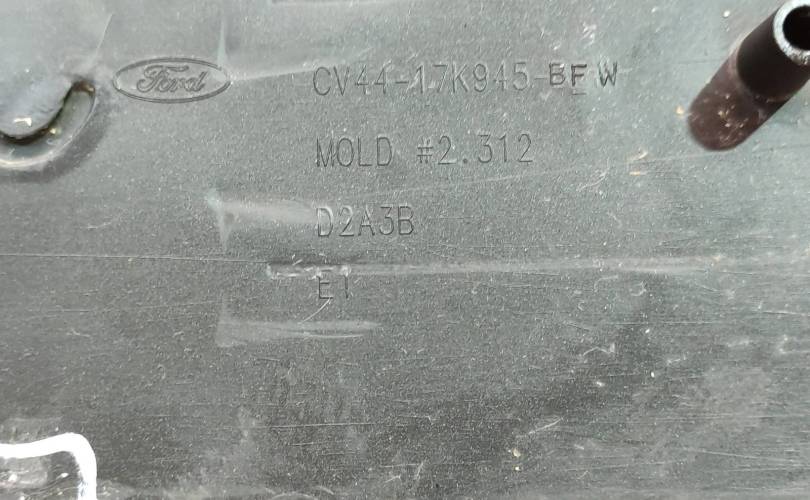 Ford CV44-17K945-BFW
MOLD #2.312
D2A3B
E1